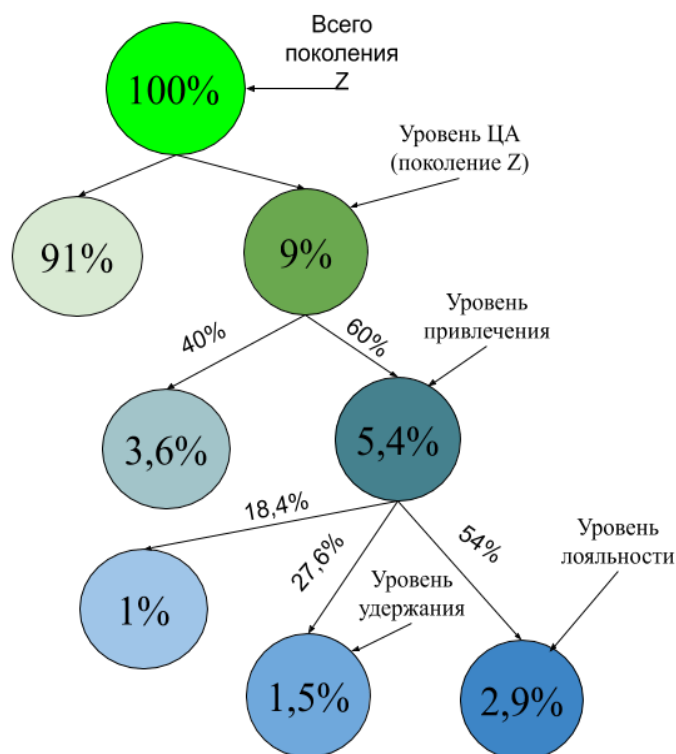 Всего
поколения
Z
100%
Уровень ЦА
(поколение Z)
91%
9%
Уровень
привлечения
40%
60%
3,6%
5,4%
18,4%
27,6%
54%
Уровень
лояльности
Уровень
удержания
1%
1,5%
2,9%